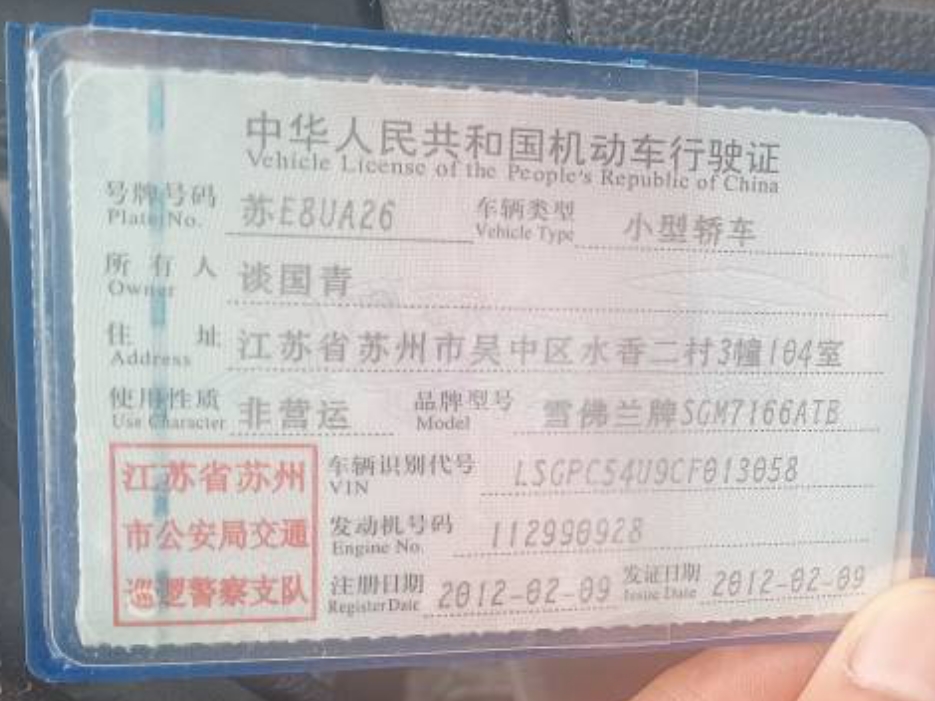 中华人民共和国机动车行驶证
Vehicle License of the People's Republic of China
号牌号码 苏E8UA26 车辆类型 小型轿车
Plate No. Vehicle Type
所有人 谈国青
Owner
住址 江苏省苏州市吴中区水香二村3幢104室
Address
使用性质 非营运 品牌型号 雪佛兰牌SGM7166ATB
Use Character Model
江苏省苏州
市公安局交通
巡逻警察支队
车辆识别代号 LSGPC54U9CF013058
VIN
发动机号码 112990928
Engine No.
注册日期 2012-02-09 发证日期 2012-02-09
Register Date Issue Date